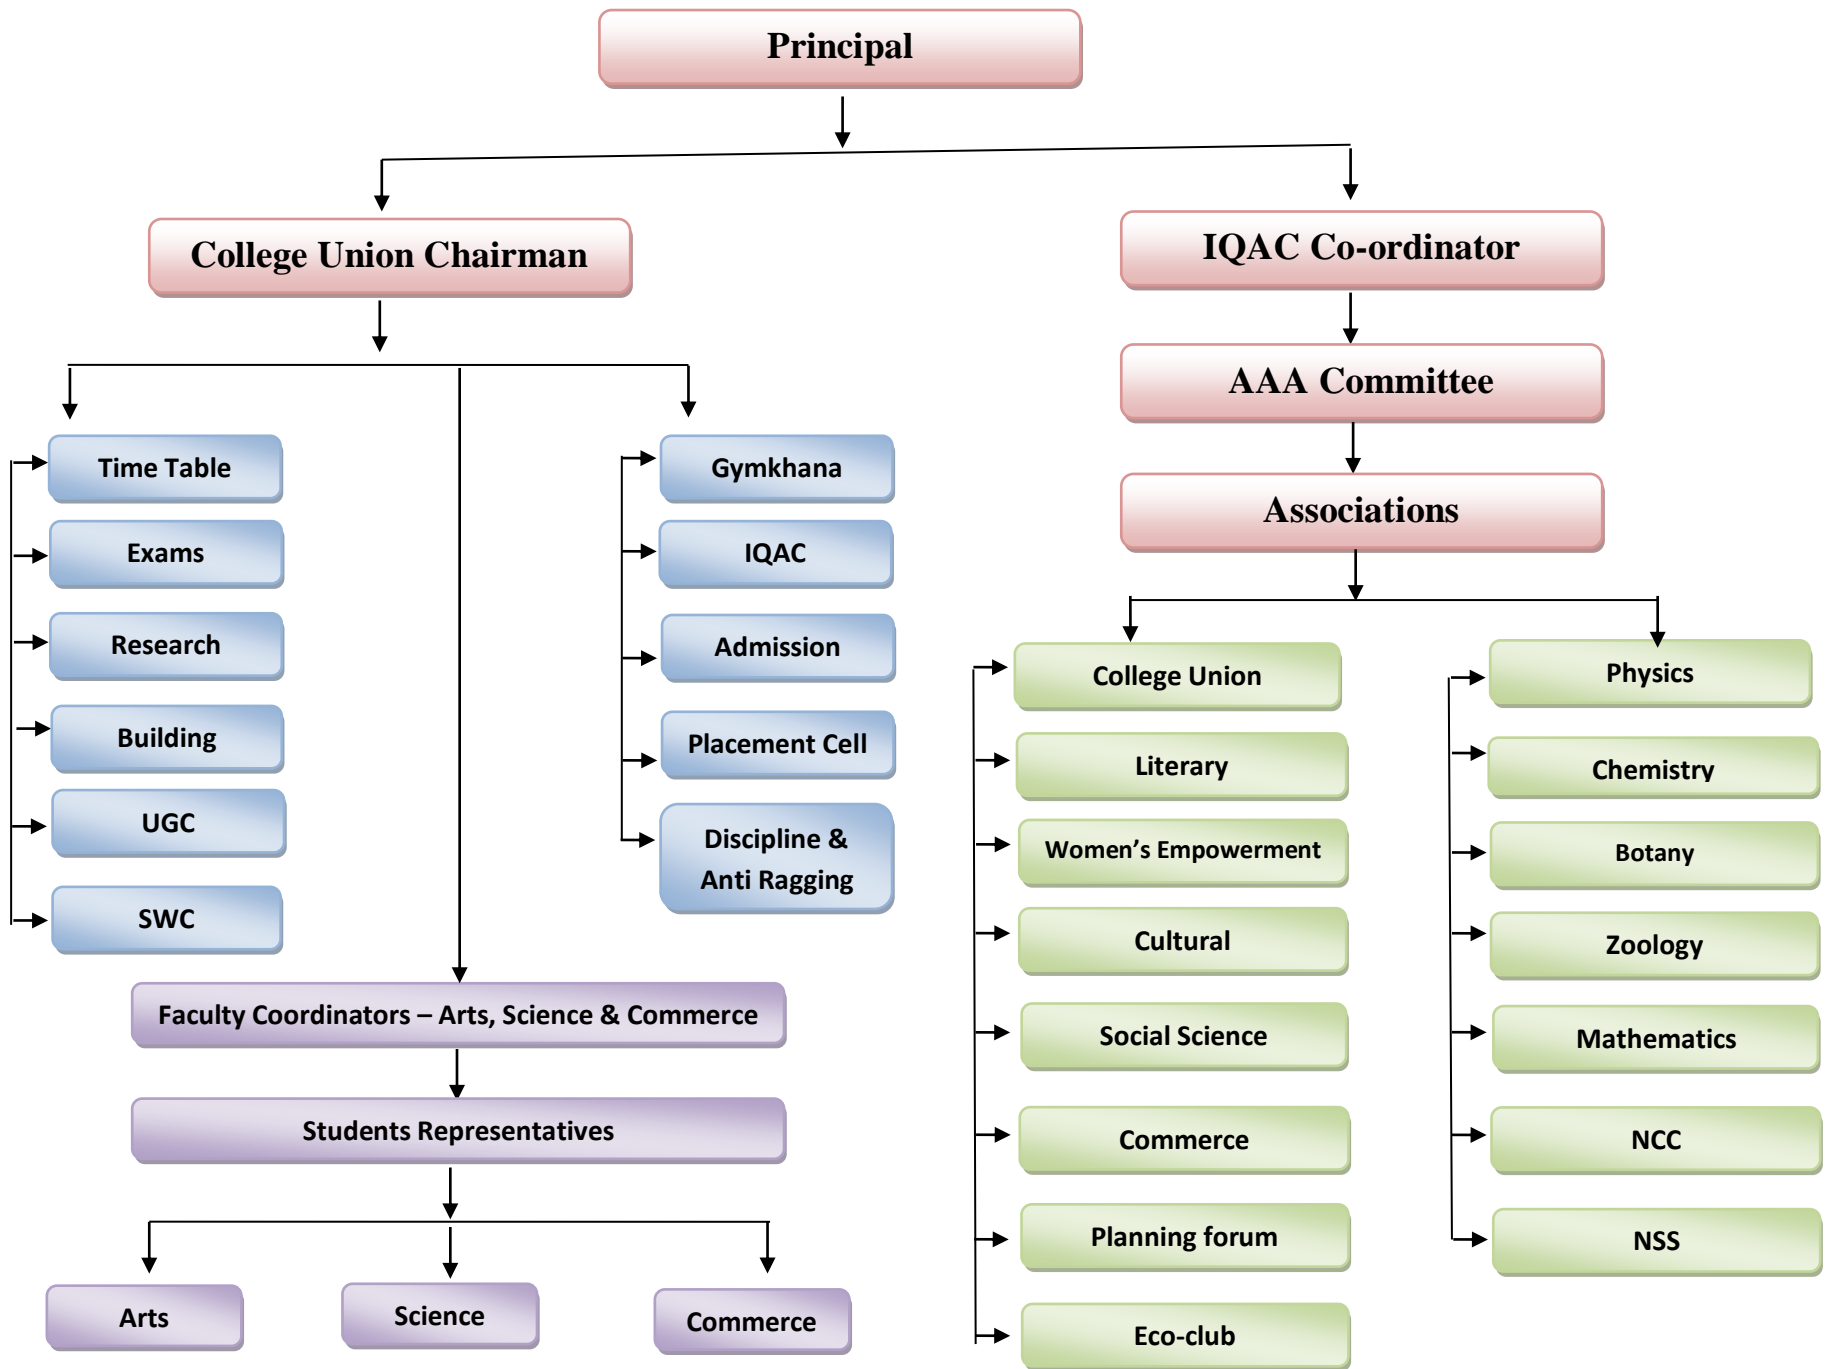 Principal
College Union Chairman
IQAC Co-ordinator
AAA Committee
Associations
Time Table
Exams
Research
Building
UGC
SWC
Gymkhana
IQAC
Admission
Placement Cell
Discipline &
Anti Ragging
Faculty Coordinators – Arts, Science & Commerce
Students Representatives
Arts
Science
Commerce
College Union
Literary
Women’s Empowerment
Cultural
Social Science
Commerce
Planning forum
Eco-club
Physics
Chemistry
Botany
Zoology
Mathematics
NCC
NSS